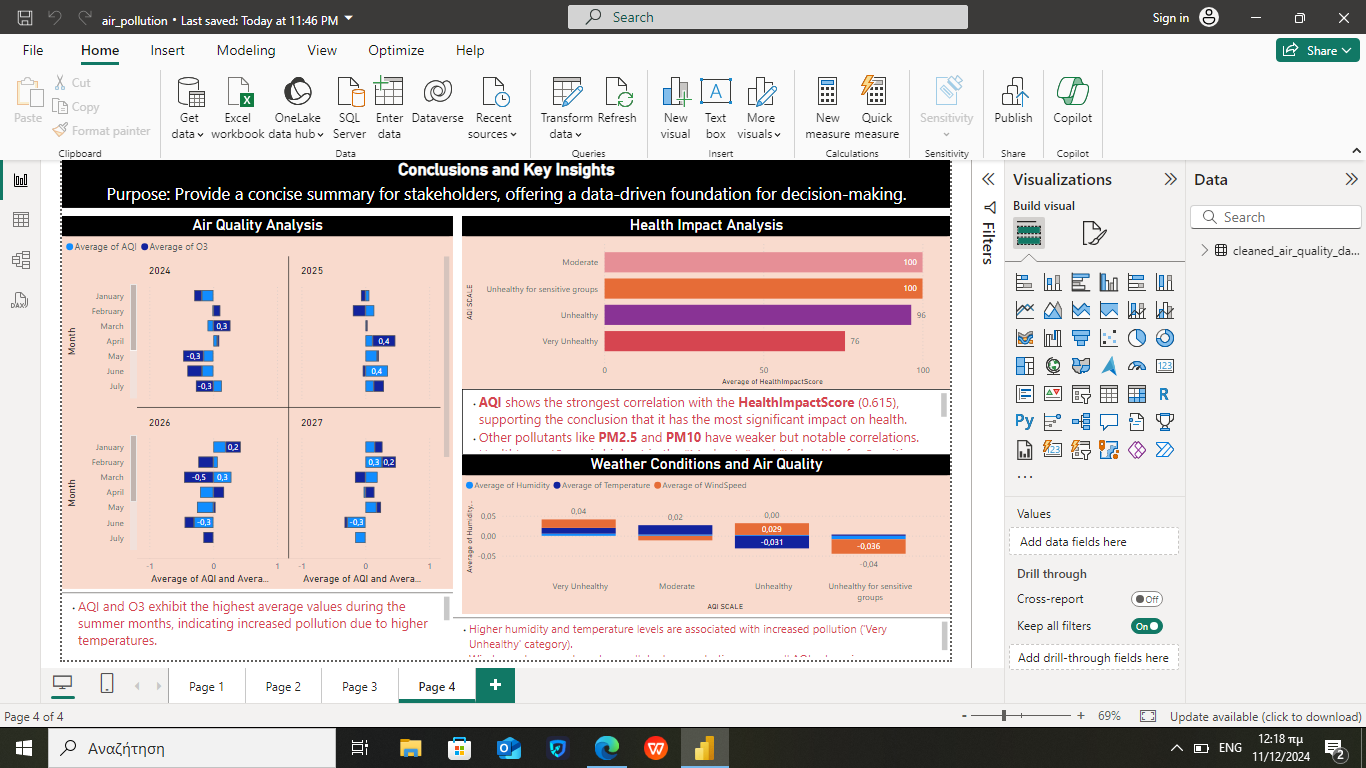 air_pollution • Last saved: Today at 11:46 PM
Search
Sign in
File Home Insert Modeling View Optimize Help
Share
Paste
Cut
Copy
Format painter
Get data
Excel workbook
OneLake data hub
SQL Server
Enter data
Dataverse
Recent sources
Transform data
Refresh
New visual
Text box
More visuals
New measure
Quick measure
Sensitivity
Publish
Copilot
Clipboard
Data
Queries
Insert
Calculations
Sensitivity
Share
Copilot
DAX
Conclusions and Key Insights
Purpose: Provide a concise summary for stakeholders, offering a data-driven foundation for decision-making.
Air Quality Analysis
Average of AQI Average of O3
2024 2025
Month
January
February
March 0,3
April 0,4
May -0,3
June 0,4
July -0,3
2026 2027
Month
January 0,2
February 0,3 0,2
March -0,5 0,3
April
May
June -0,3 -0,3
July
-1 0 1 -1 0 1
Average of AQI and Avera... Average of AQI and Avera...
· AQI and O3 exhibit the highest average values during the
summer months, indicating increased pollution due to higher
temperatures.
Health Impact Analysis
AQI SCALE
Moderate 100
Unhealthy for sensitive groups 100
Unhealthy 96
Very Unhealthy 76
0 50 100
Average of HealthImpactScore
· AQI shows the strongest correlation with the HealthImpactScore (0.615),
supporting the conclusion that it has the most significant impact on health.
· Other pollutants like PM2.5 and PM10 have weaker but notable correlations.
Weather Conditions and Air Quality
Average of Humidity Average of Temperature Average of WindSpeed
Average of Humidity...
0,05
0,00
-0,05
0,04 0,02 0,00
0,029
-0,031
-0,036
-0,04
Very Unhealthy Moderate Unhealthy Unhealthy for sensitive
groups
AQI SCALE
· Higher humidity and temperature levels are associated with increased pollution ('Very
Unhealthy' category).
Filters
Visualizations
Build visual
123
R
Py
123
...
Values
Add data fields here
Drill through
Cross-report Off
Keep all filters On
Add drill-through fields here
Data
Search
cleaned_air_quality_da...
Page 1 Page 2 Page 3 Page 4 +
Page 4 of 4
- + 69%
Update available (click to download)
Αναζήτηση
W
ΕΝG
12:18 πμ
11/12/2024
2